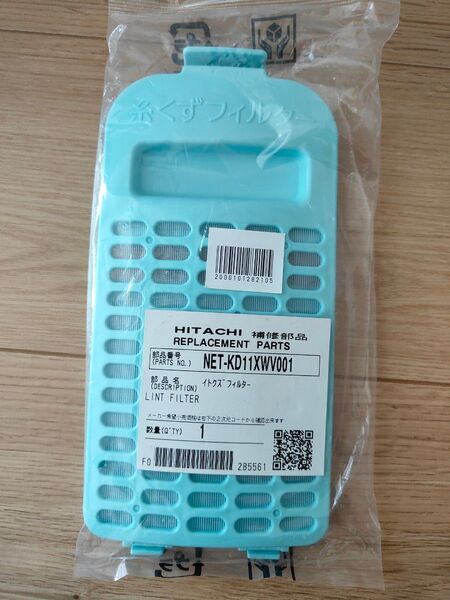 糸くずフィルター
2000101282105
HITACHI 補修部品
REPLACEMENT PARTS
部品番号
(PARTS NO.) NET-KD11XWV001
部品名 イトクズフィルター
(DESCRIPTION)
LINT FILTER
メーカー希望小売価格は右下の2次元コードから確認出来ます
数量(Q'TY) 1
F0 285561